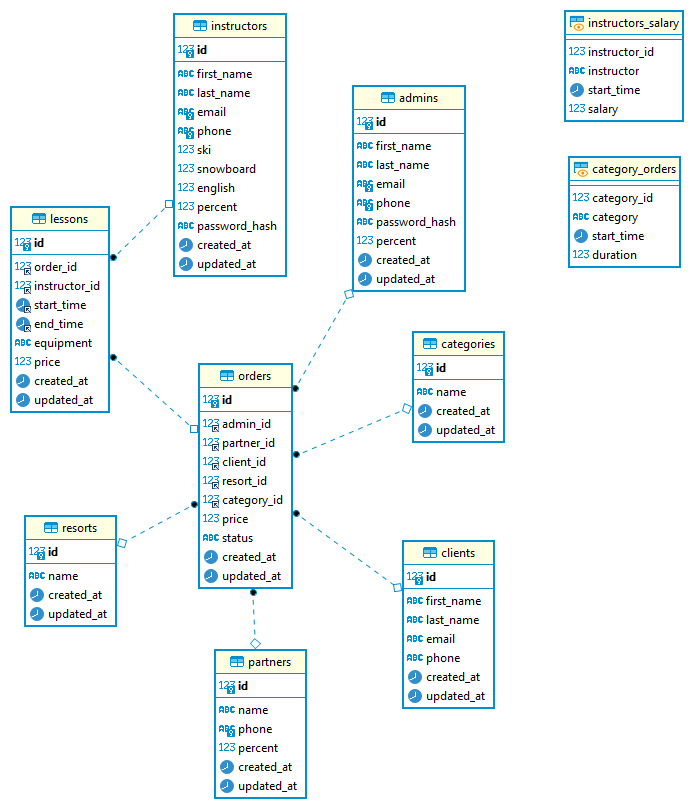 instructors
123 id
ABC first_name
ABC last_name
ABC email
ABC phone
123 ski
123 snowboard
123 english
123 percent
ABC password_hash
created_at
updated_at
instructors_salary
123 instructor_id
ABC instructor
start_time
123 salary
admins
123 id
ABC first_name
ABC last_name
ABC email
ABC phone
ABC password_hash
123 percent
created_at
updated_at
category_orders
123 category_id
ABC category
start_time
123 duration
lessons
123 id
123 order_id
123 instructor_id
start_time
end_time
ABC equipment
123 price
created_at
updated_at
categories
123 id
ABC name
created_at
updated_at
orders
123 id
123 admin_id
123 partner_id
123 client_id
123 resort_id
123 category_id
123 price
ABC status
created_at
updated_at
resorts
123 id
ABC name
created_at
updated_at
clients
123 id
ABC first_name
ABC last_name
ABC email
ABC phone
created_at
updated_at
partners
123 id
ABC name
ABC phone
123 percent
created_at
updated_at